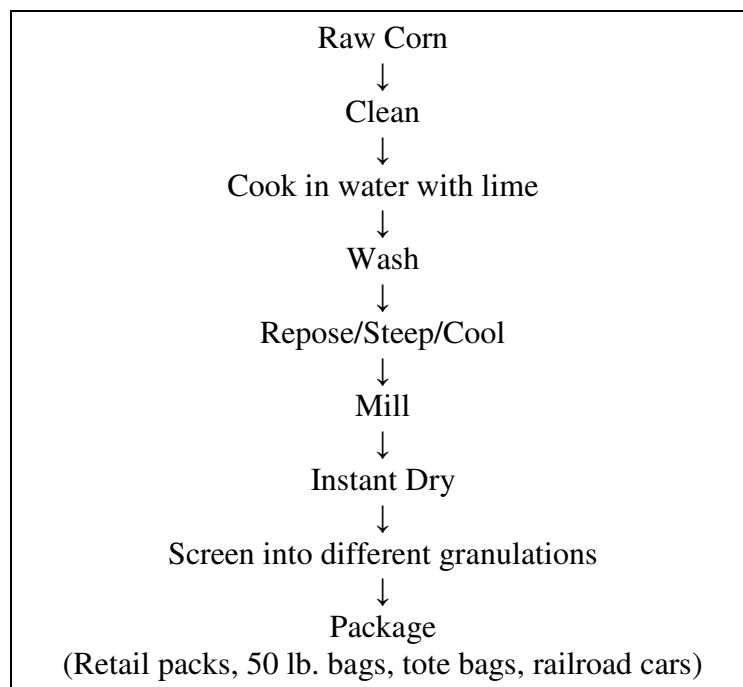 Raw Corn
↓
Clean
↓
Cook in water with lime
↓
Wash
↓
Repose/Steep/Cool
↓
Mill
↓
Instant Dry
↓
Screen into different granulations
↓
Package
(Retail packs, 50 lb. bags, tote bags, railroad cars)